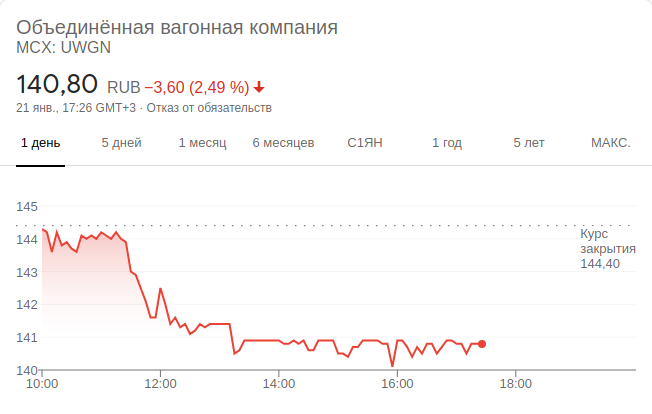 Объединённая вагонная компания
MCX: UWGN
140,80 RUB −3,60 (2,49 %)
21 янв., 17:26 GMT+3 · Отказ от обязательств
1 день 5 дней 1 месяц 6 месяцев С1ЯН 1 год 5 лет МАКС.
145
Курс
закрытия
144,40
144
143
142
141
140
10:00 12:00 14:00 16:00 18:00